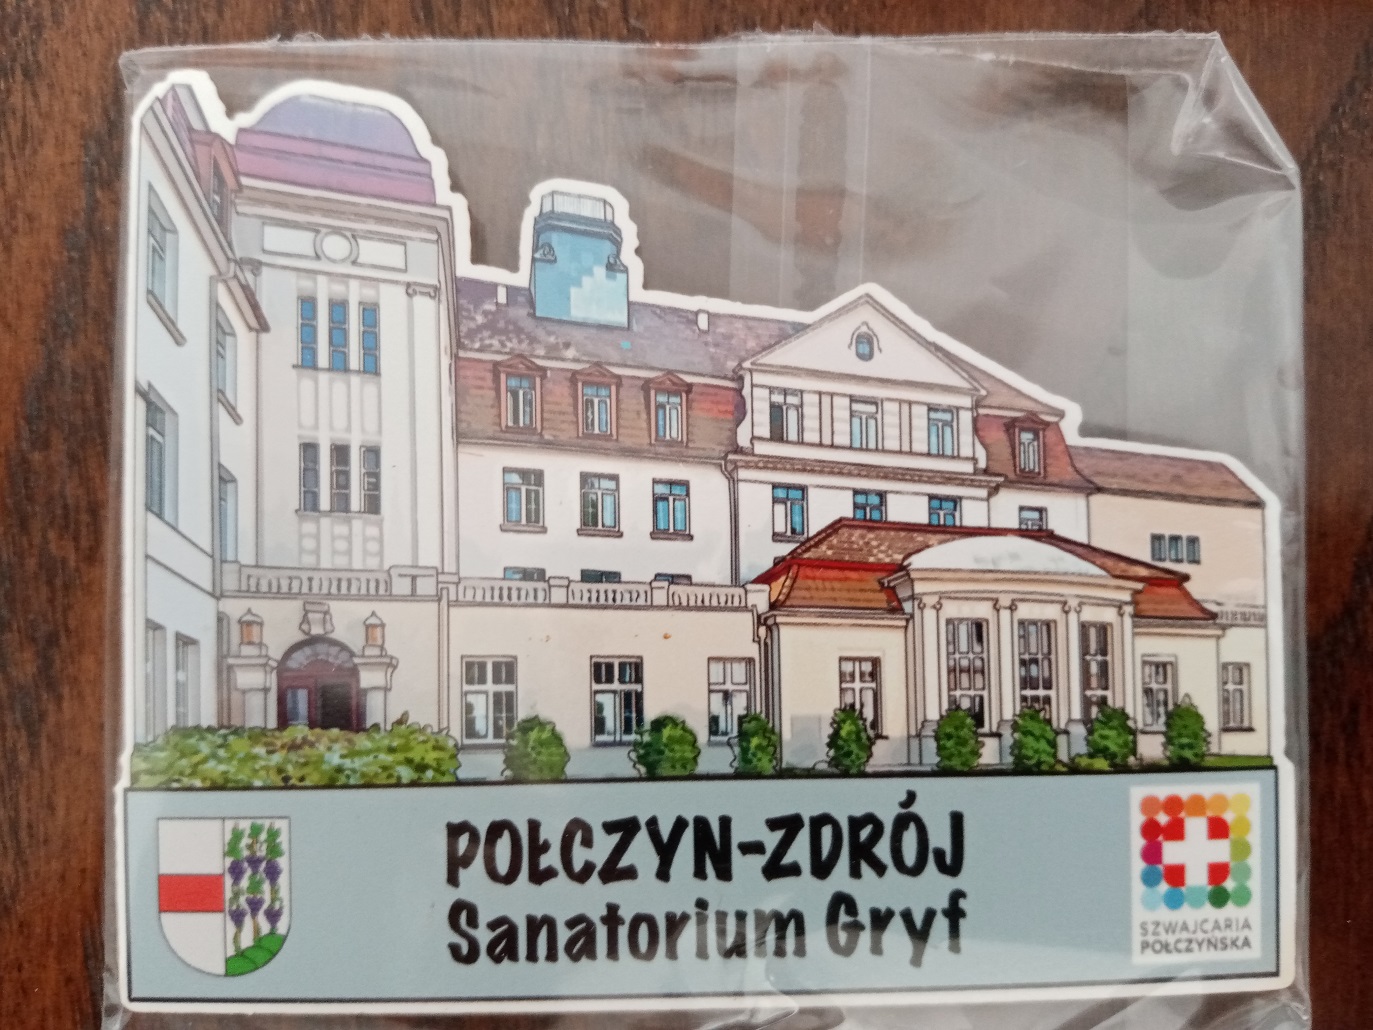 POŁCZYN-ZDRÓJ
Sanatorium Gryf
SZWAJCARIA
POŁCZYŃSKA